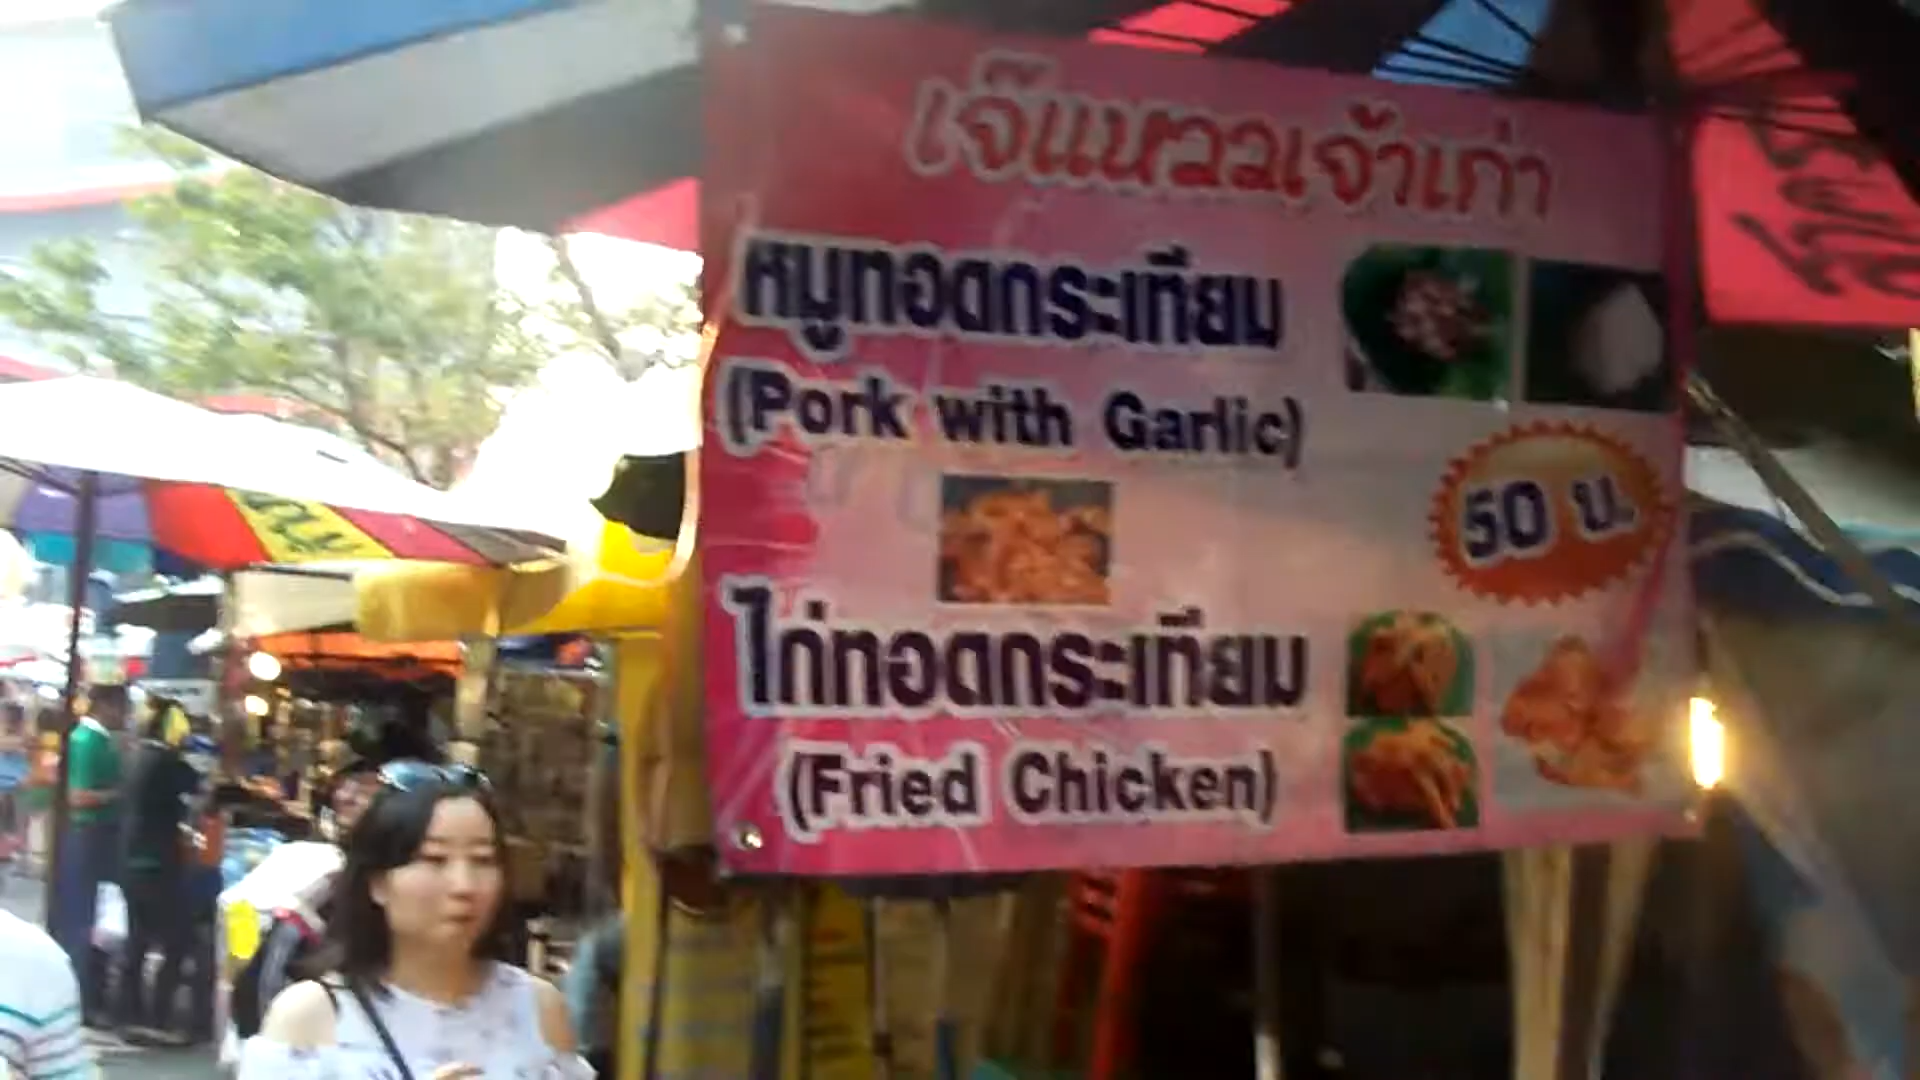 เจ๊แหววเจ้าเก่า
หมูทอดกระเทียม
(Pork with Garlic)
50 บ.
ไก่ทอดกระเทียม
(Fried Chicken)